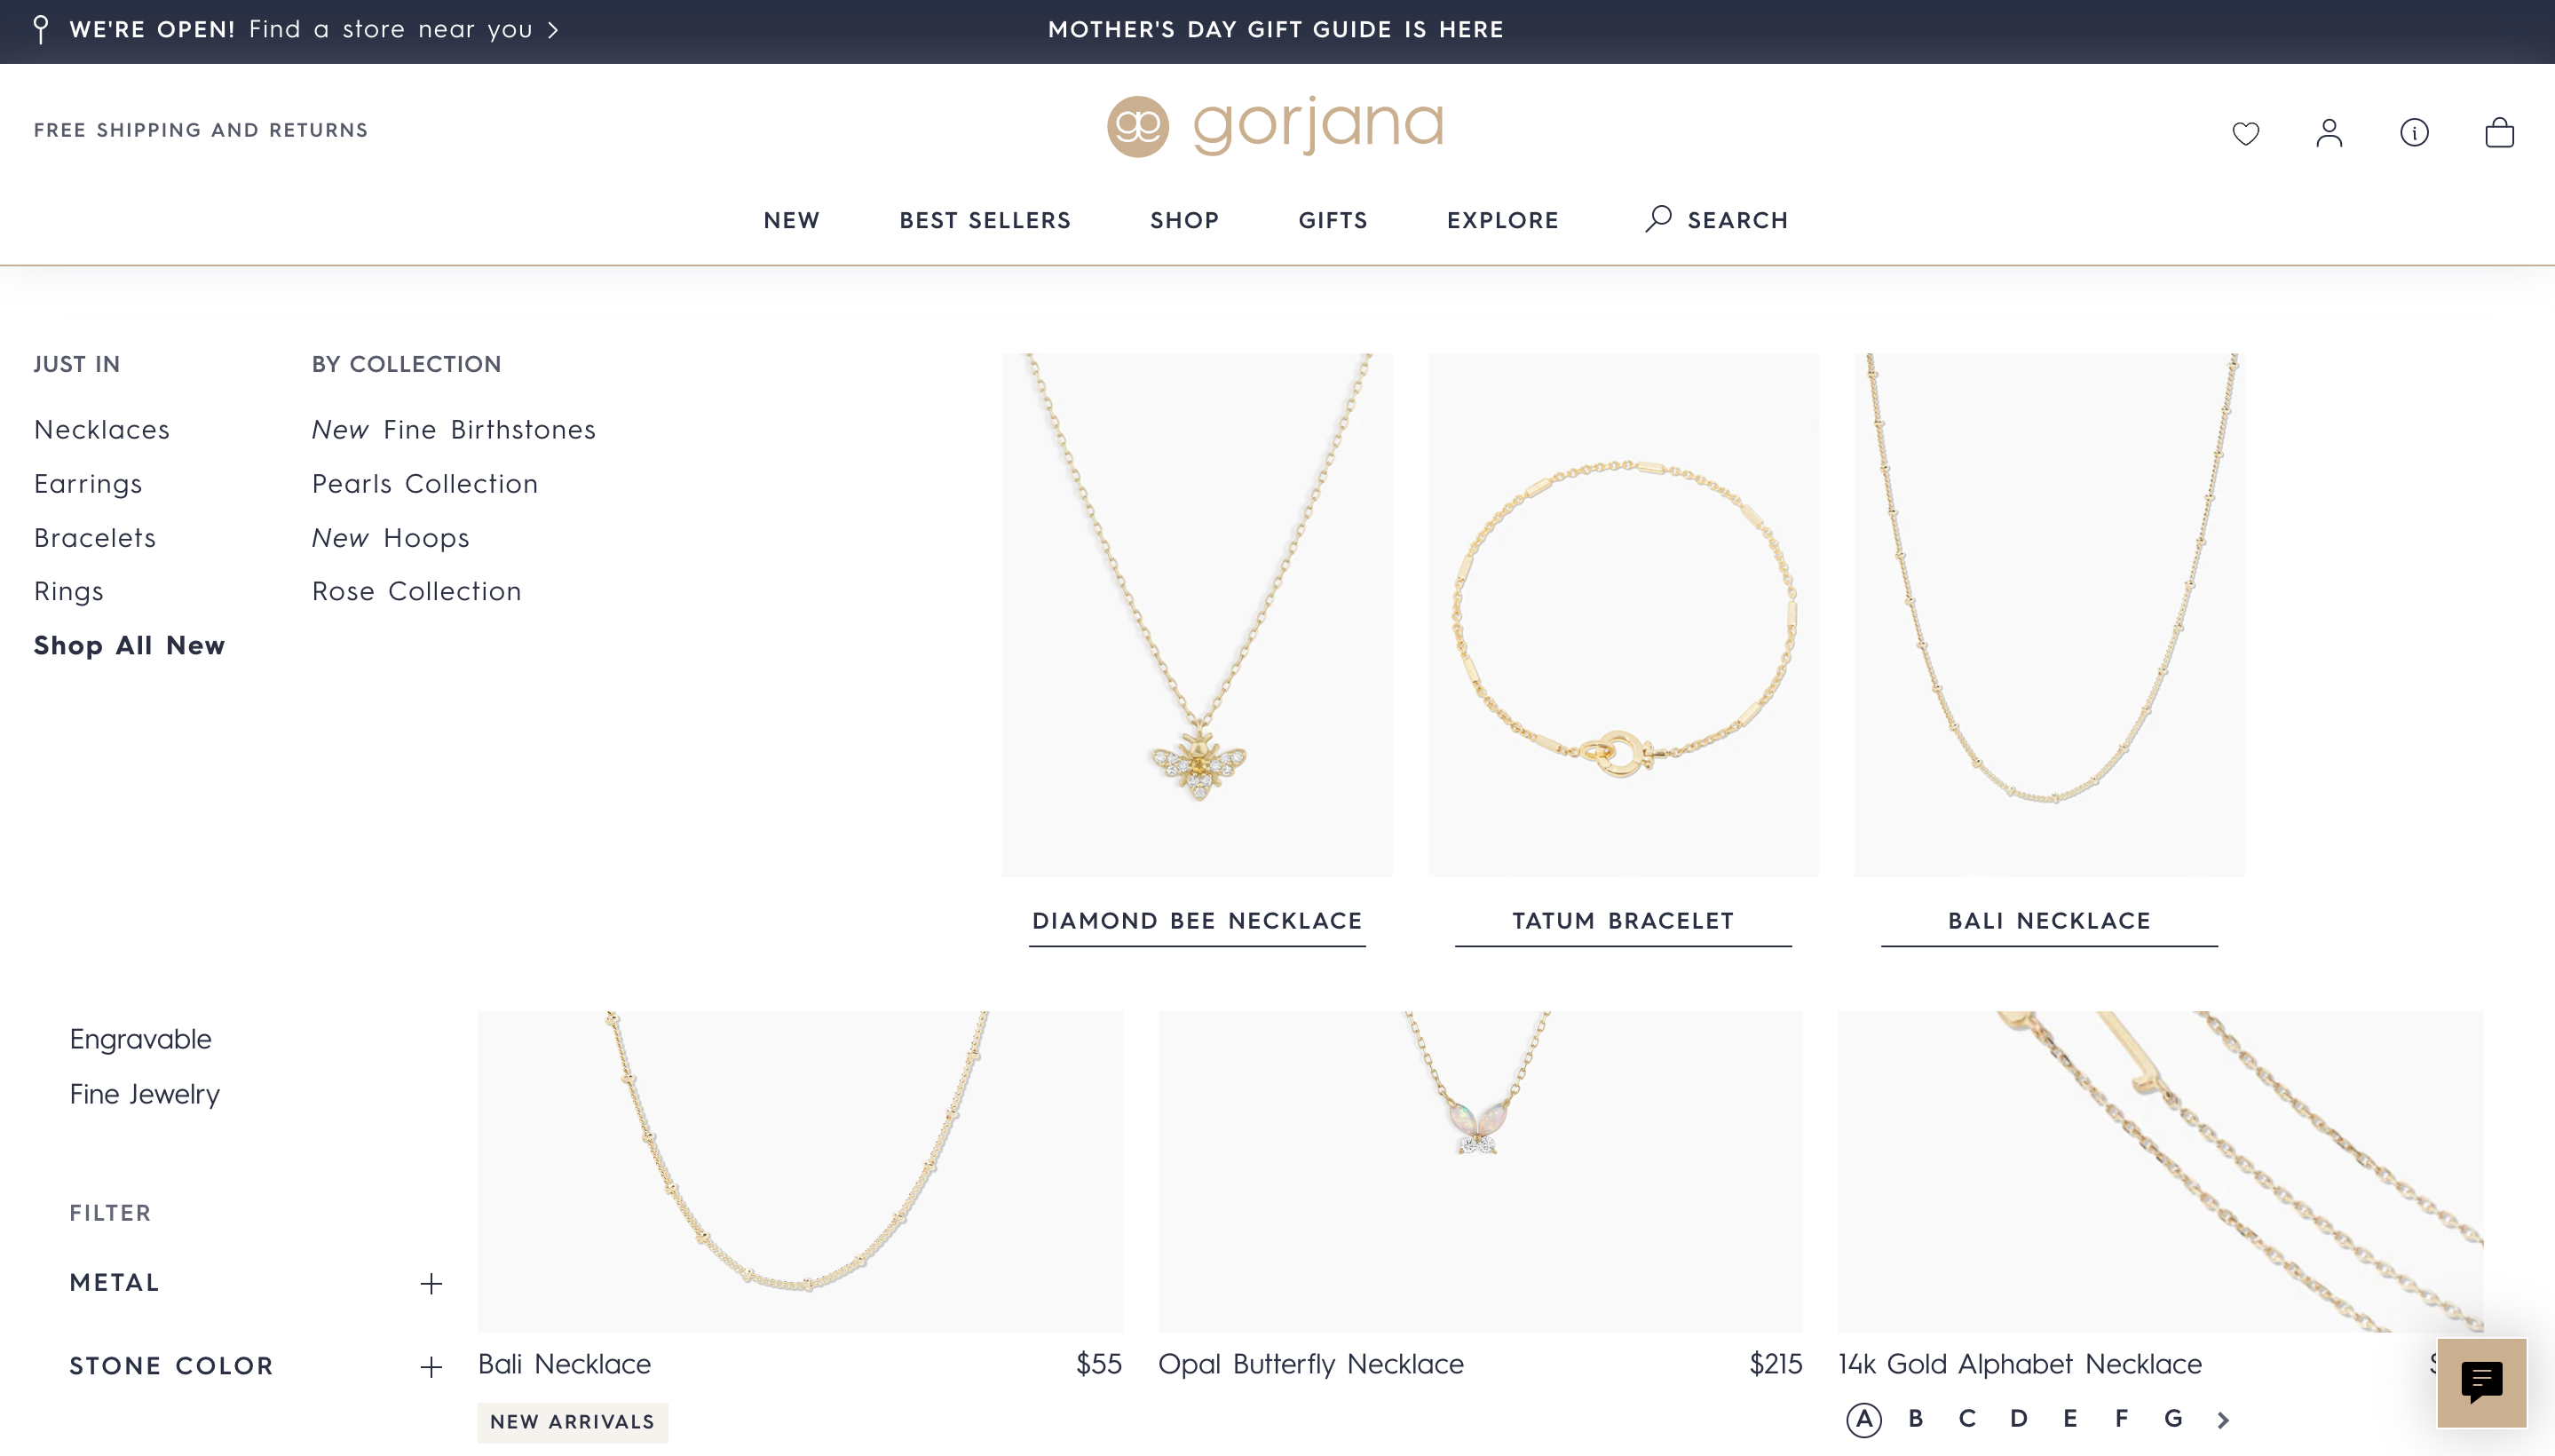 WE'RE OPEN! Find a store near you
MOTHER'S DAY GIFT GUIDE IS HERE
FREE SHIPPING AND RETURNS
gorjana
NEW BEST SELLERS SHOP GIFTS EXPLORE SEARCH
JUST IN
Necklaces
Earrings
Bracelets
Rings
Shop All New
BY COLLECTION
New Fine Birthstones
Pearls Collection
New Hoops
Rose Collection
DIAMOND BEE NECKLACE
TATUM BRACELET
BALI NECKLACE
Engravable
Fine Jewelry
FILTER
METAL
STONE COLOR
Bali Necklace $55
NEW ARRIVALS
Opal Butterfly Necklace $215
14k Gold Alphabet Necklace
A B C D E F G